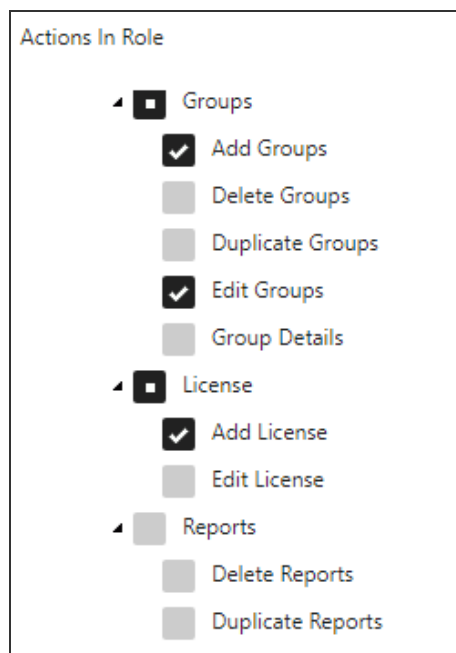 Actions In Role
Groups
Add Groups
Delete Groups
Duplicate Groups
Edit Groups
Group Details
License
Add License
Edit License
Reports
Delete Reports
Duplicate Reports